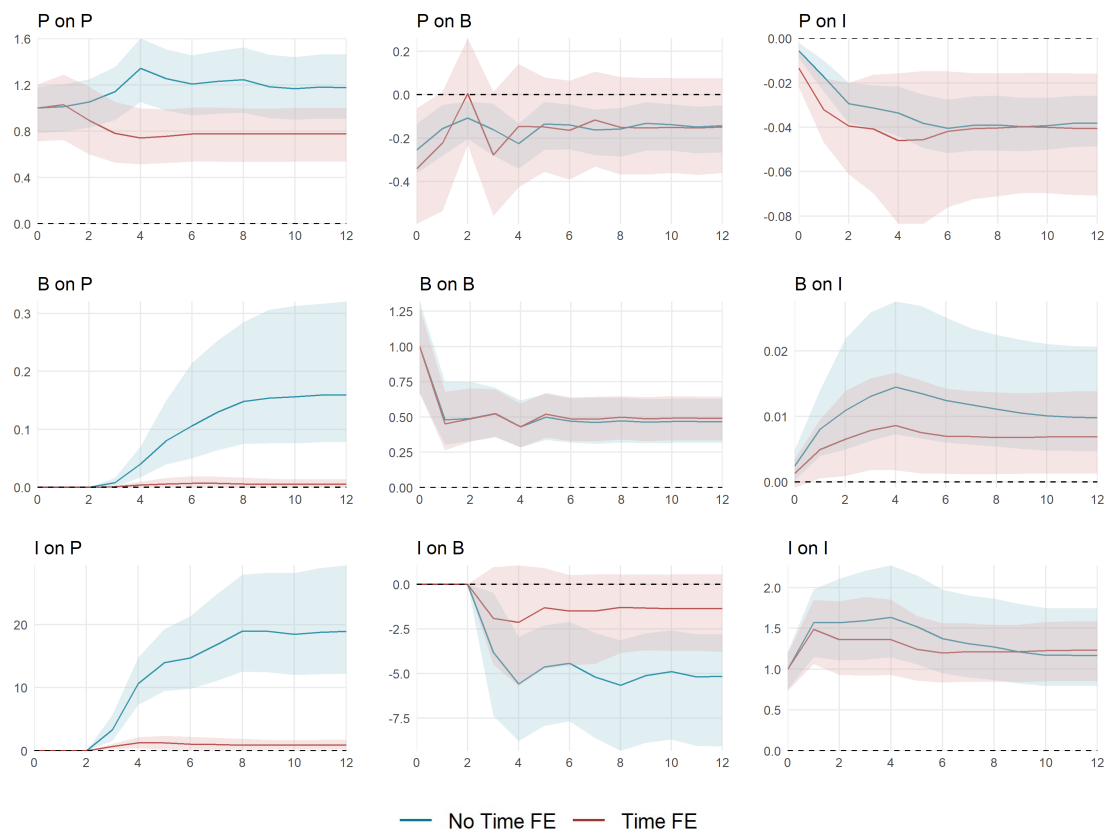 P on P
P on B
P on I
1.6
1.2
0.8
0.4
0.0
0 2 4 6 8 10 12
0.2
0.0
-0.2
-0.4
0 2 4 6 8 10 12
0.00
-0.02
-0.04
-0.06
-0.08
0 2 4 6 8 10 12
B on P
B on B
B on I
0.3
0.2
0.1
0.0
0 2 4 6 8 10 12
1.25
1.00
0.75
0.50
0.25
0.00
0 2 4 6 8 10 12
0.02
0.01
0.00
0 2 4 6 8 10 12
I on P
I on B
I on I
20
10
0
0 2 4 6 8 10 12
0.0
-2.5
-5.0
-7.5
0 2 4 6 8 10 12
2.0
1.5
1.0
0.5
0.0
0 2 4 6 8 10 12
No Time FE Time FE